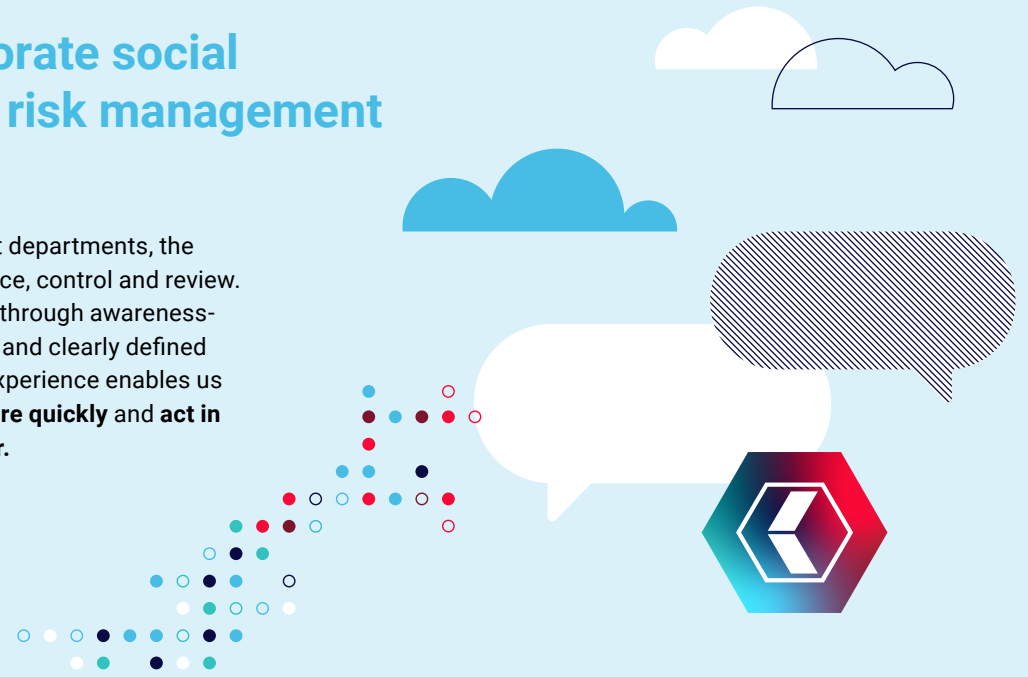 orate social
risk management
t departments, the
ce, control and review.
through awareness-
and clearly defined
xperience enables us
re quickly and act in
r.